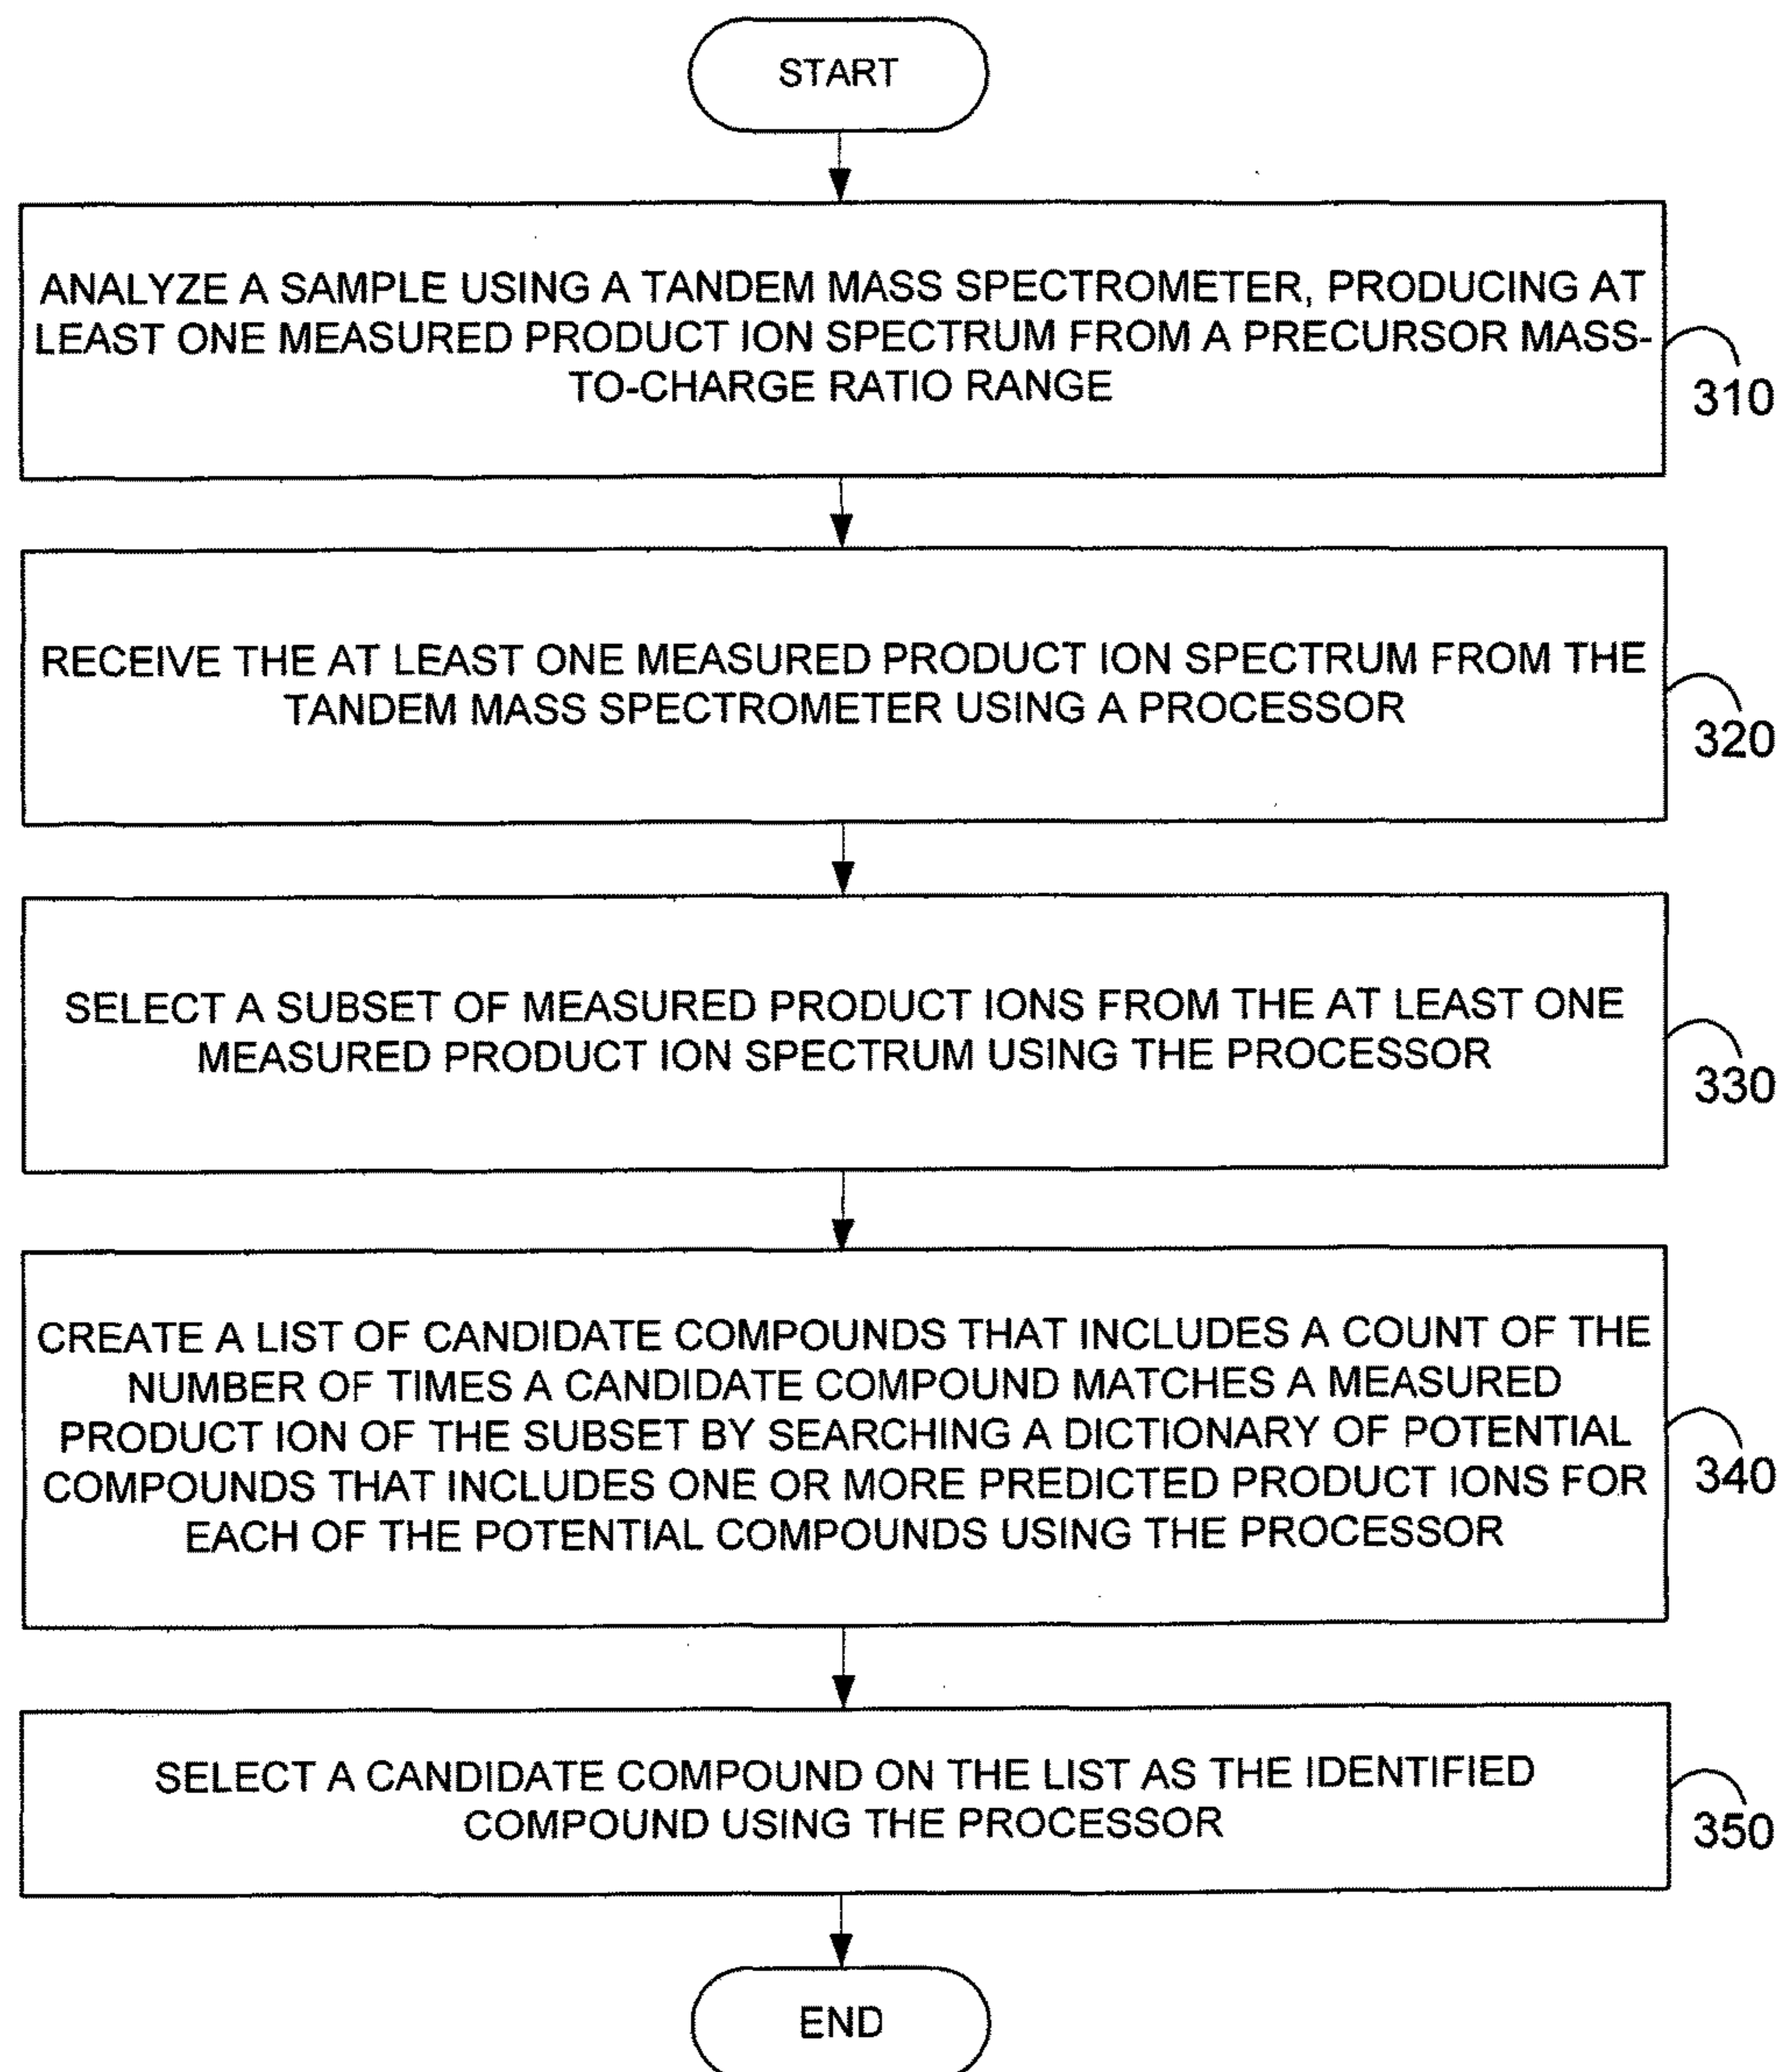 START
ANALYZE A SAMPLE USING A TANDEM MASS SPECTROMETER, PRODUCING AT
LEAST ONE MEASURED PRODUCT ION SPECTRUM FROM A PRECURSOR MASS-
TO-CHARGE RATIO RANGE
310
RECEIVE THE AT LEAST ONE MEASURED PRODUCT ION SPECTRUM FROM THE
TANDEM MASS SPECTROMETER USING A PROCESSOR
320
SELECT A SUBSET OF MEASURED PRODUCT IONS FROM THE AT LEAST ONE
MEASURED PRODUCT ION SPECTRUM USING THE PROCESSOR
330
CREATE A LIST OF CANDIDATE COMPOUNDS THAT INCLUDES A COUNT OF THE
NUMBER OF TIMES A CANDIDATE COMPOUND MATCHES A MEASURED
PRODUCT ION OF THE SUBSET BY SEARCHING A DICTIONARY OF POTENTIAL
COMPOUNDS THAT INCLUDES ONE OR MORE PREDICTED PRODUCT IONS FOR
EACH OF THE POTENTIAL COMPOUNDS USING THE PROCESSOR
340
SELECT A CANDIDATE COMPOUND ON THE LIST AS THE IDENTIFIED
COMPOUND USING THE PROCESSOR
350
END